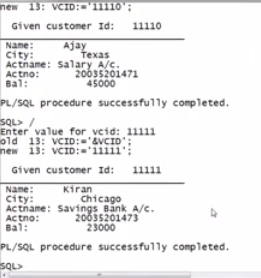 new  13: VCID:='11110';
Given customer Id:   11110
Name:      Ajay
City:         Texas
Actname: Salary A/c.
Actno:       20035201471
Bal:          45000
PL/SQL procedure successfully completed.
SQL> /
Enter value for vcid: 11111
old  13: VCID:='&VCID';
new  13: VCID:='11111';
Given customer Id:   11111
Name:      Kiran
City:         Chicago
Actname: Savings Bank A/c.
Actno:       20035201473
Bal:          23000
PL/SQL procedure successfully completed.
SQL>